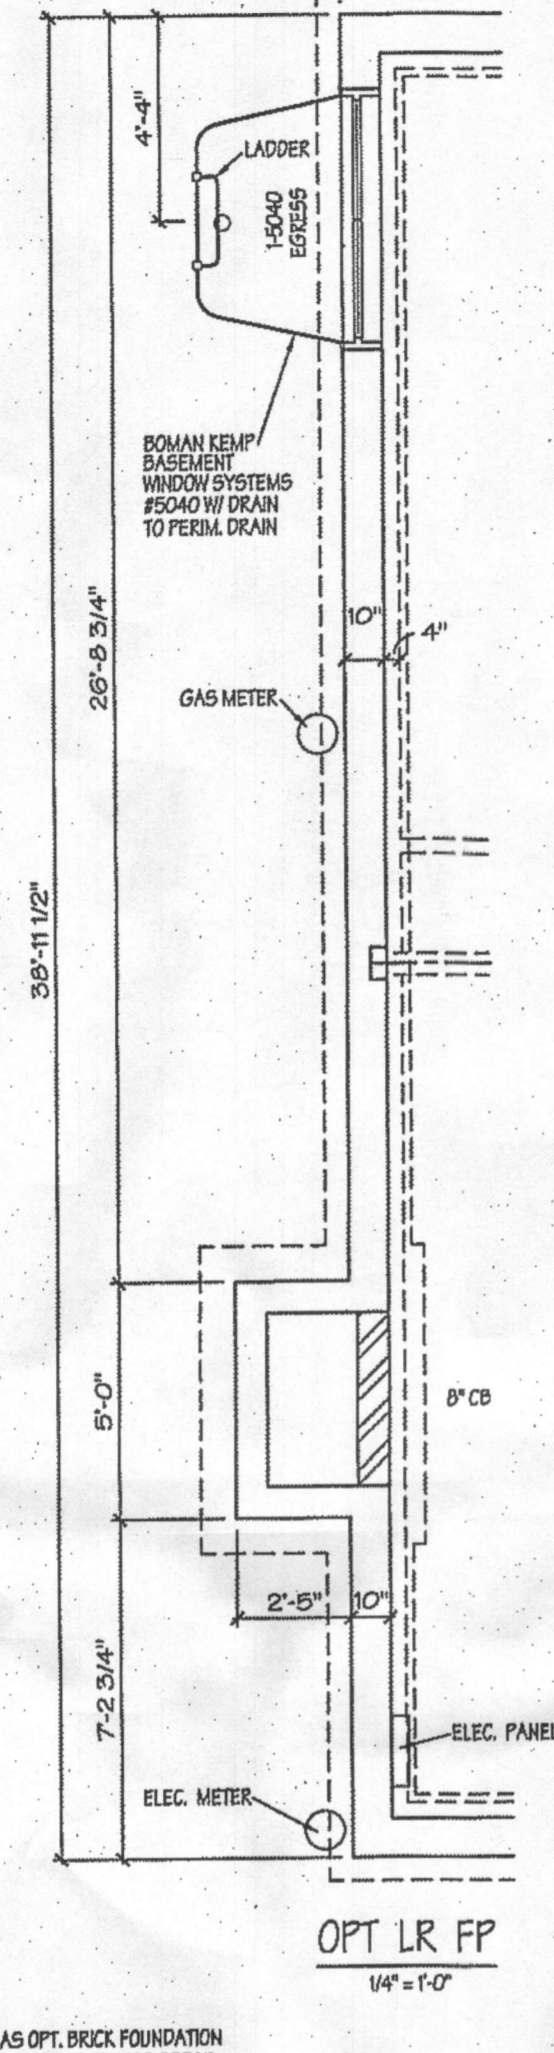 4'-4"
LADDER
1-5040
EGRESS
BOMAN KEMP
BASEMENT
WINDOW SYSTEMS
#5040 W/ DRAIN
TO PERIM. DRAIN
10"
4"
26'-8 3/4"
GAS METER
38'-11 1/2"
5'-0"
8" CB
2'-5"
10"
7'-2 3/4"
ELEC. PANEL
ELEC. METER
OPT LR FP
1/4" = 1'-0"
AS OPT. BRICK FOUNDATION